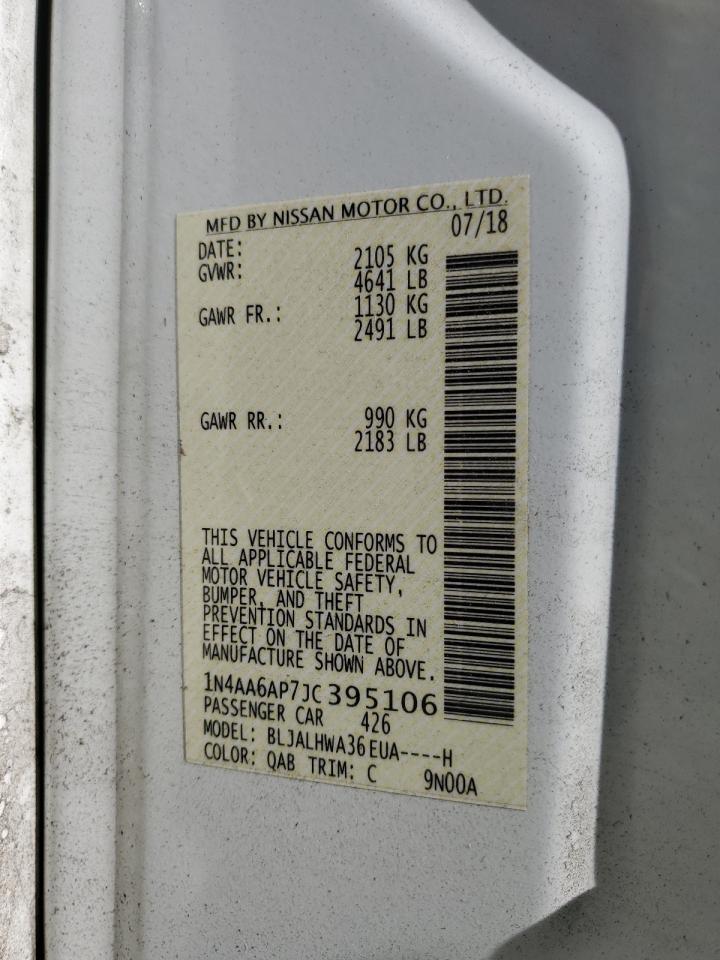 MFD BY NISSAN MOTOR CO., LTD.
DATE: 07/18
GVWR: 2105 KG
4641 LB
GAWR FR.: 1130 KG
2491 LB
GAWR RR.: 990 KG
2183 LB
THIS VEHICLE CONFORMS TO
ALL APPLICABLE FEDERAL
MOTOR VEHICLE SAFETY,
BUMPER, AND THEFT
PREVENTION STANDARDS IN
EFFECT ON THE DATE OF
MANUFACTURE SHOWN ABOVE.
1N4AA6AP7JC395106
PASSENGER CAR 426
MODEL: BLJALHWA36EUA----H
COLOR: QAB TRIM: C 9N00A